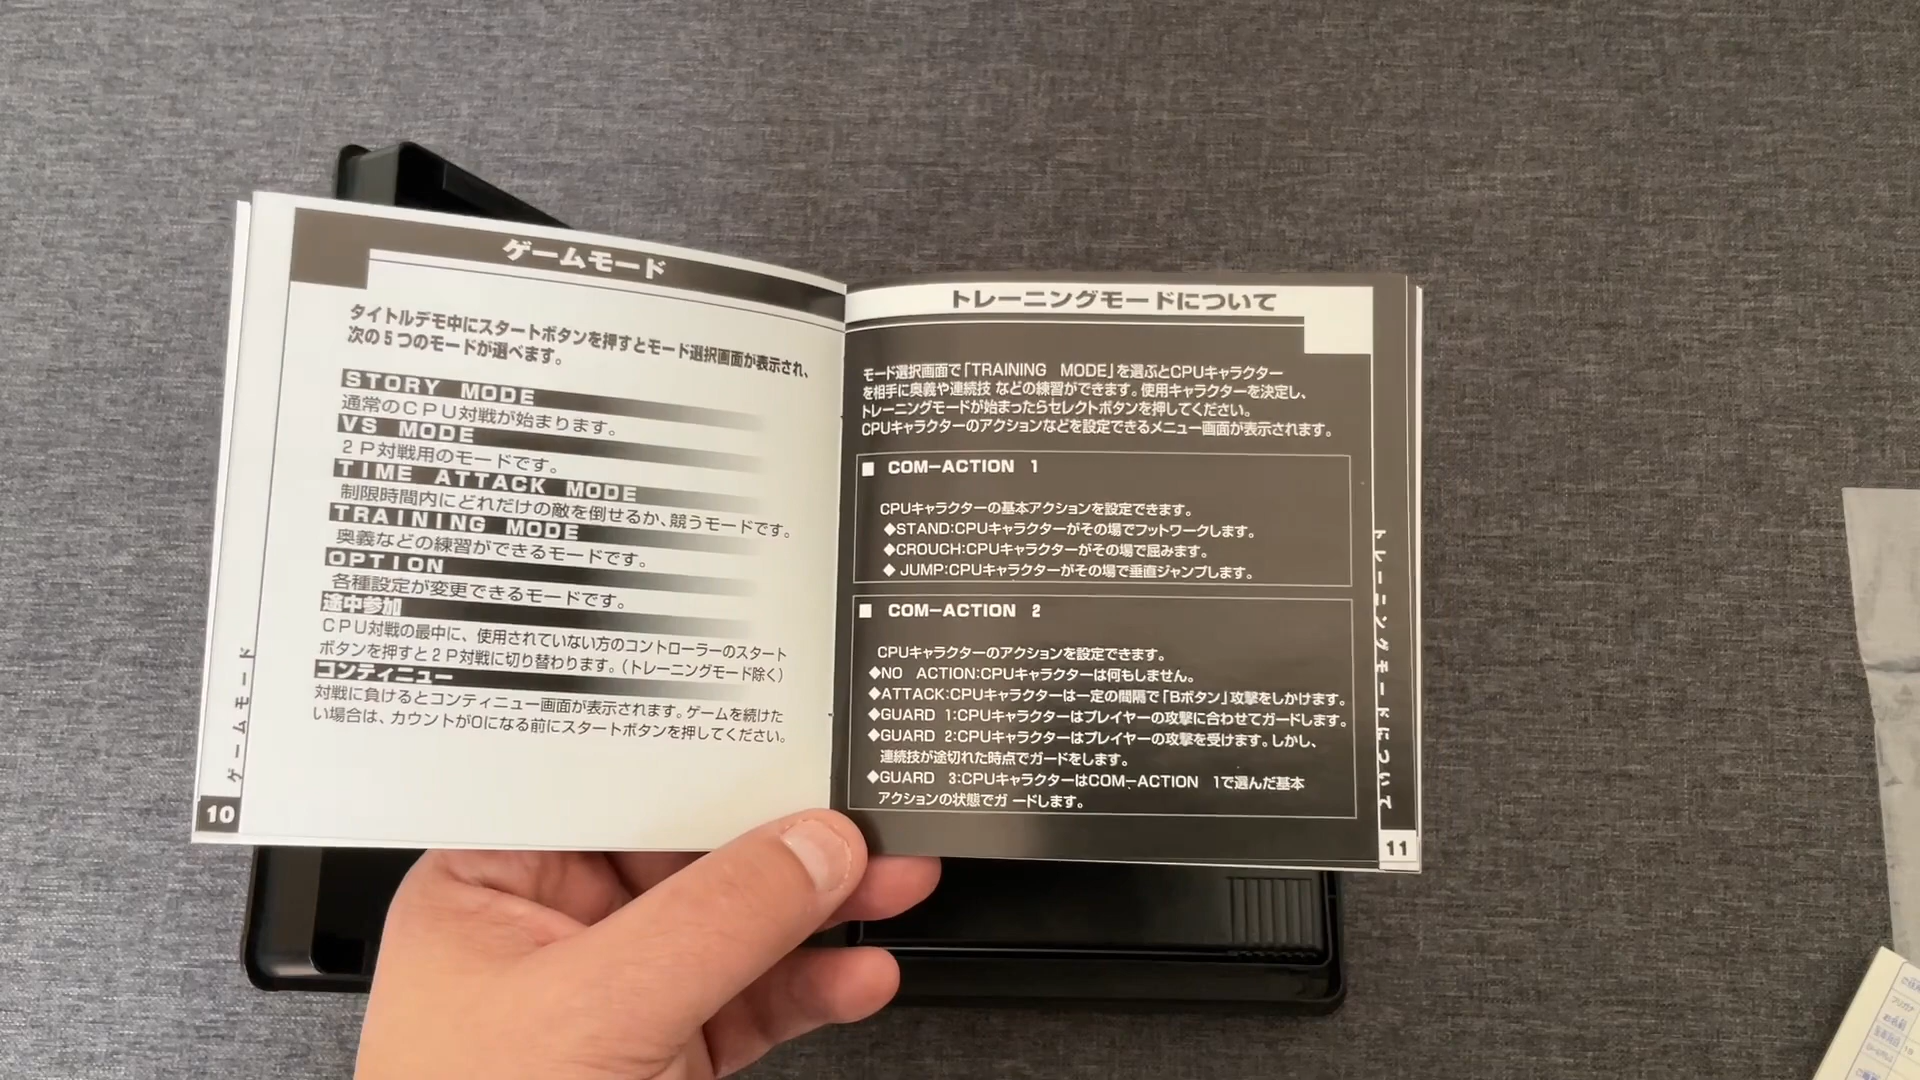 ゲームモード
タイトルデモ中にスタートボタンを押すとモード選択画面が表示され、
次の5つのモードが選べます。
STORY MODE
通常のCPU対戦が始まります。
VS MODE
2P対戦用のモードです。
TIME ATTACK MODE
制限時間内にどれだけの敵を倒せるか、競うモードです。
TRAINING MODE
奥義などの練習ができるモードです。
OPTION
各種設定が変更できるモードです。
途中参加
CPU対戦の最中に、使用されていない方のコントローラーのスタート
ボタンを押すと2P対戦に切り替わります。(トレーニングモード除く)
コンティニュー
対戦に負けるとコンティニュー画面が表示されます。ゲームを続けた
い場合は、カウントが0になる前にスタートボタンを押してください。
ゲームモード
10
トレーニングモードについて
モード選択画面で「TRAINING MODE」を選ぶとCPUキャラクター
を相手に奥義や連続技 などの練習ができます。使用キャラクターを決定し、
トレーニングモードが始まったらセレクトボタンを押してください。
CPUキャラクターのアクションなどを設定できるメニュー画面が表示されます。
■ COM-ACTION 1
CPUキャラクターの基本アクションを設定できます。
◆STAND:CPUキャラクターがその場でフットワークします。
◆CROUCH:CPUキャラクターがその場で屈みます。
◆ JUMP:CPUキャラクターがその場で垂直ジャンプします。
■ COM-ACTION 2
CPUキャラクターのアクションを設定できます。
◆NO ACTION:CPUキャラクターは何もしません。
◆ATTACK:CPUキャラクターは一定の間隔で「Bボタン」攻撃をしかけます。
◆GUARD 1:CPUキャラクターはプレイヤーの攻撃に合わせてガードします。
◆GUARD 2:CPUキャラクターはプレイヤーの攻撃を受けます。しかし、
連続技が途切れた時点でガードをします。
◆GUARD 3:CPUキャラクターはCOM-ACTION 1で選んだ基本
アクションの状態でガードします。
トレーニングモードについて
11
フリガナ
お名前